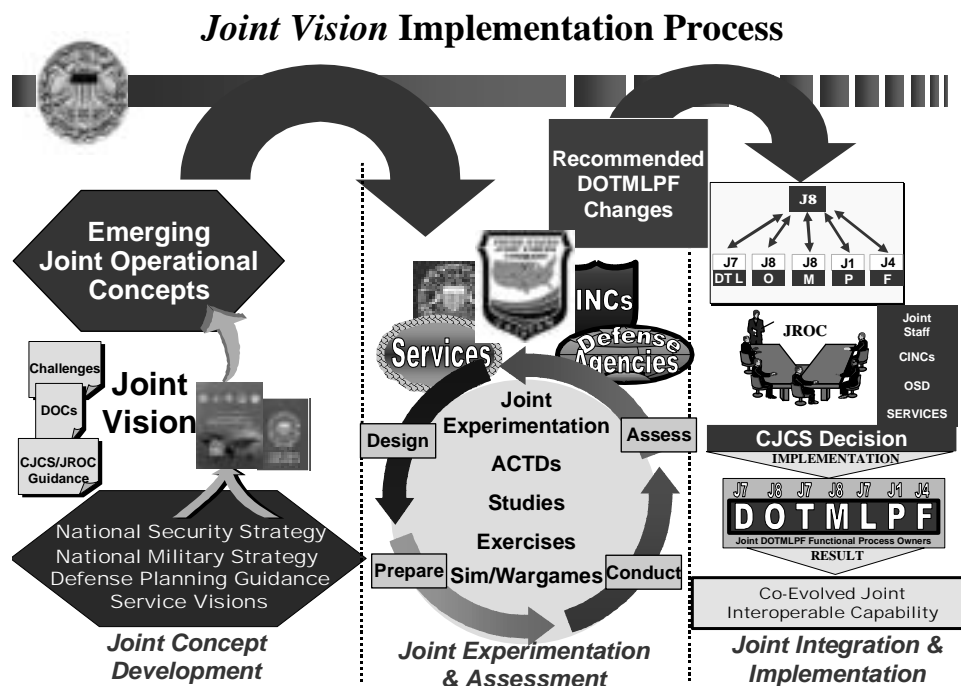 Joint Vision Implementation Process
Emerging
Joint Operational
Concepts
Challenges
DOCs
CJCS/JROC
Guidance
Joint
Vision
National Security Strategy
National Military Strategy
Defense Planning Guidance
Service Visions
Joint Concept
Development
Services
CINCs
Defense
Agencies
Design
Assess
Prepare
Conduct
Joint
Experimentation
ACTDs
Studies
Exercises
Sim/Wargames
Joint Experimentation
& Assessment
Recommended
DOTMLPF
Changes
J8
J7 J8 J8 J1 J4
DT L O M P F
JROC
Joint
Staff
CINCs
OSD
SERVICES
CJCS Decision
IMPLEMENTATION
J7 J8 J7 J8 J7 J1 J4
D O T M L P F
Joint DOTMLPF Functional Process Owners
RESULT
Co-Evolved Joint
Interoperable Capability
Joint Integration &
Implementation